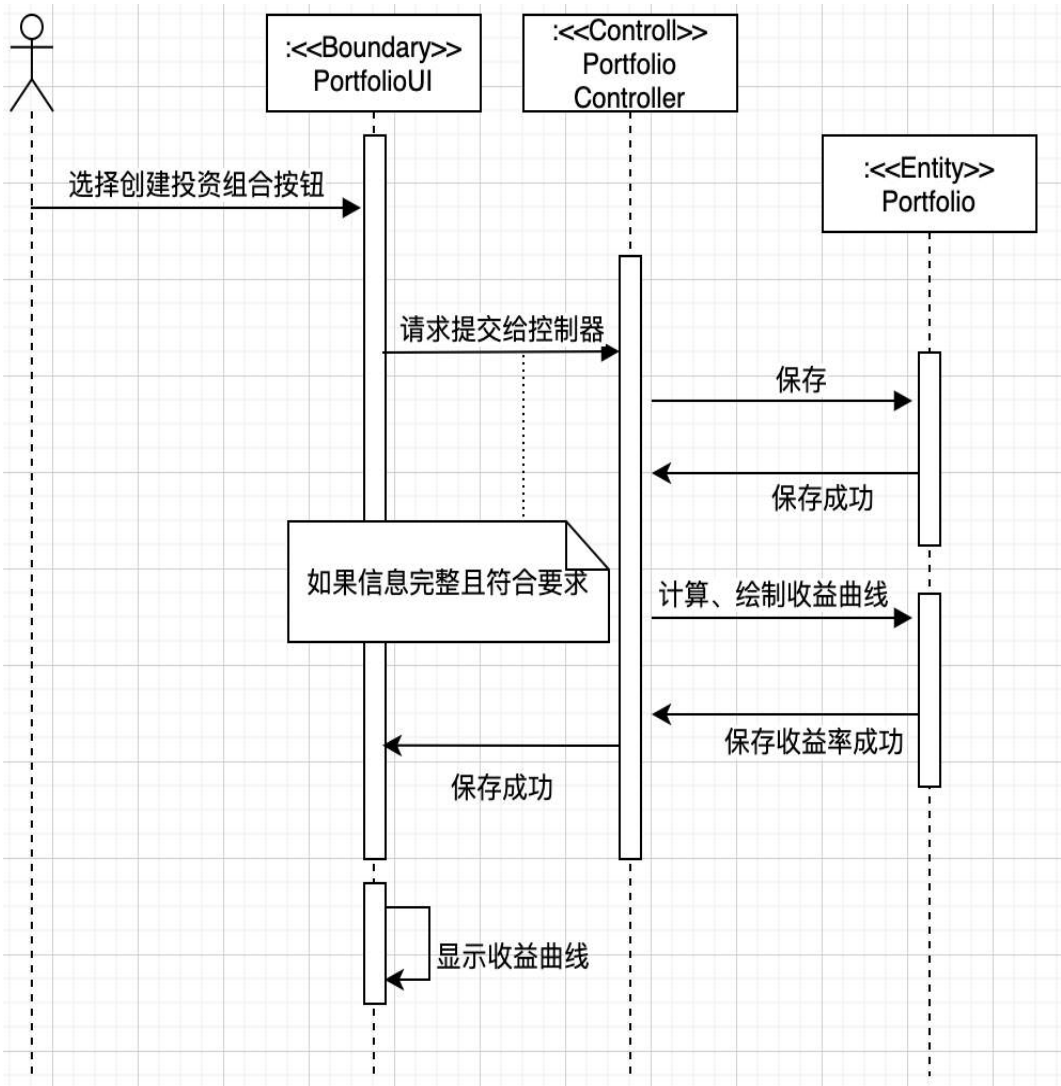 :<<Boundary>>
PortfolioUI
:<<Controll>>
Portfolio
Controller
:<<Entity>>
Portfolio
选择创建投资组合按钮
请求提交给控制器
保存
保存成功
如果信息完整且符合要求
计算、绘制收益曲线
保存收益率成功
保存成功
显示收益曲线